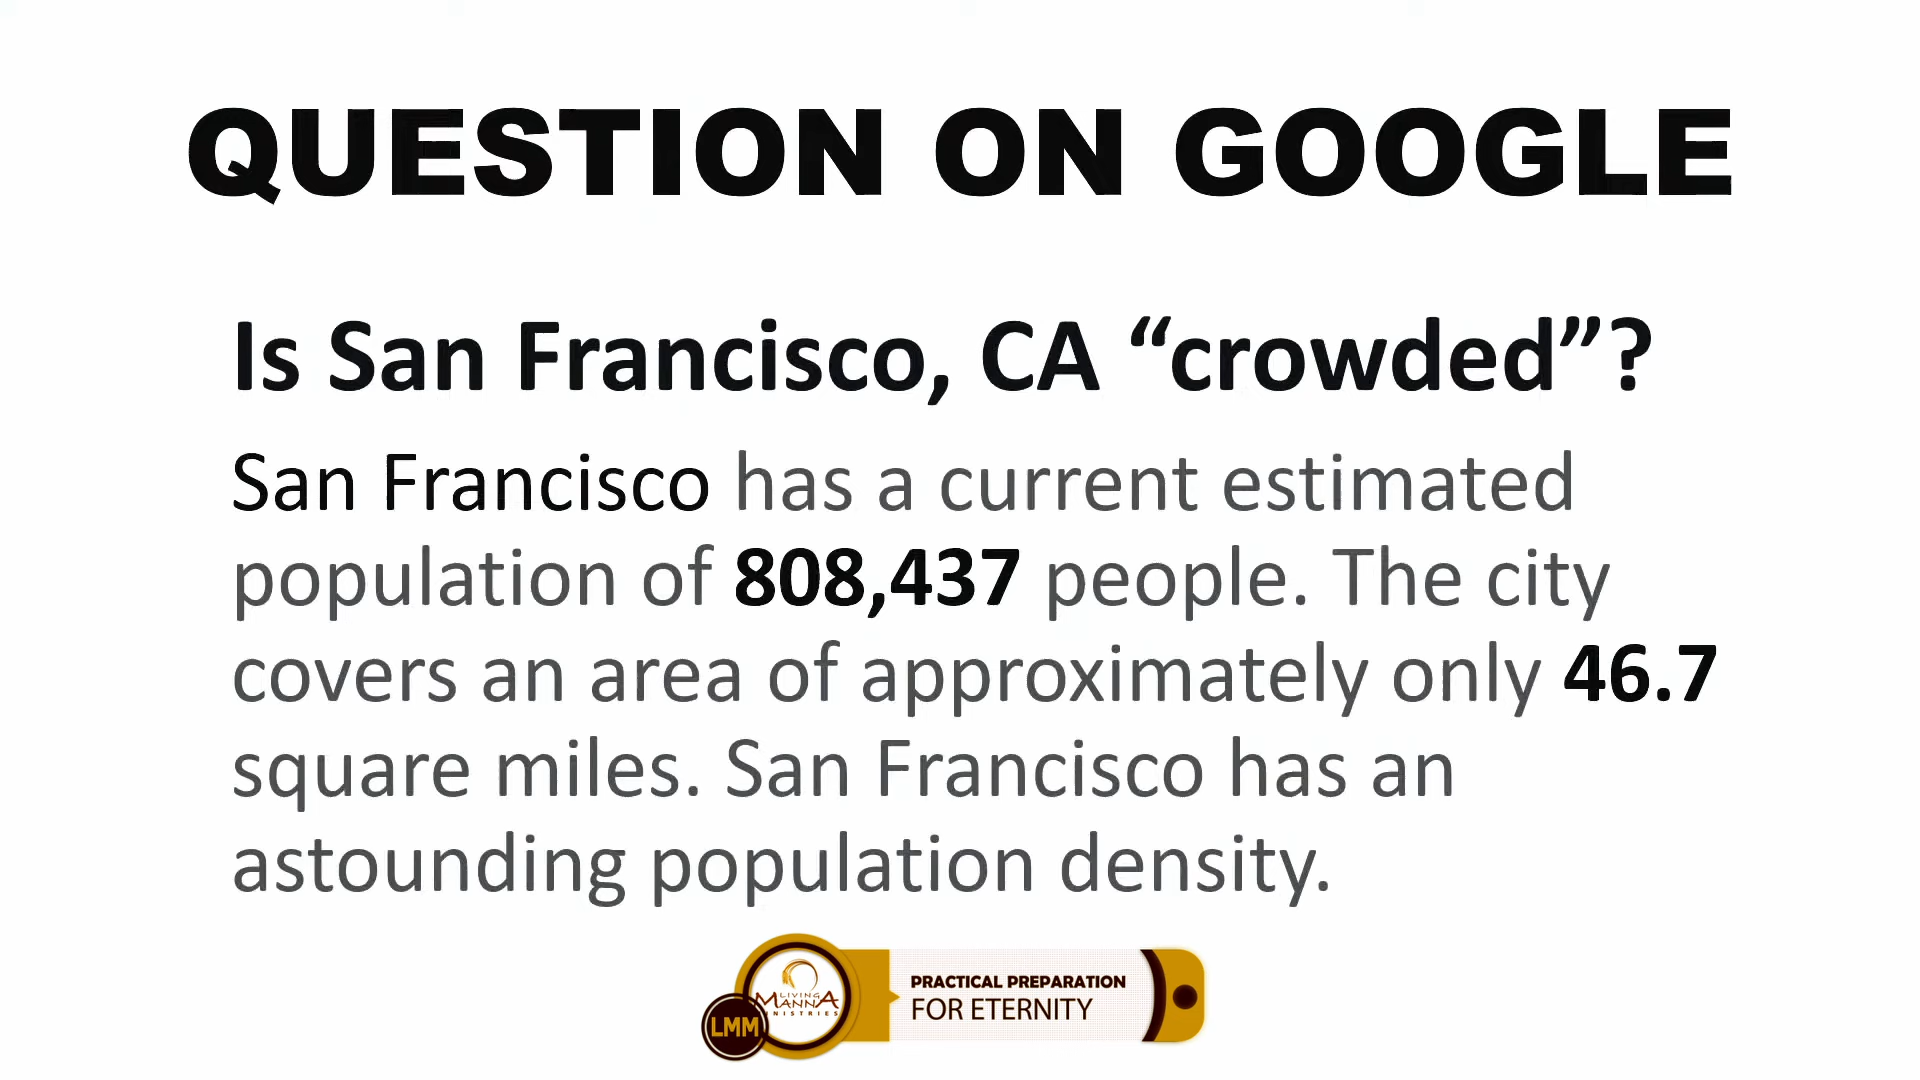 QUESTION ON GOOGLE
Is San Francisco, CA “crowded”?
San Francisco has a current estimated
population of 808,437 people. The city
covers an area of approximately only 46.7
square miles. San Francisco has an
astounding population density.
LIVING
MANNA
MINISTRIES
LMM
PRACTICAL PREPARATION
FOR ETERNITY